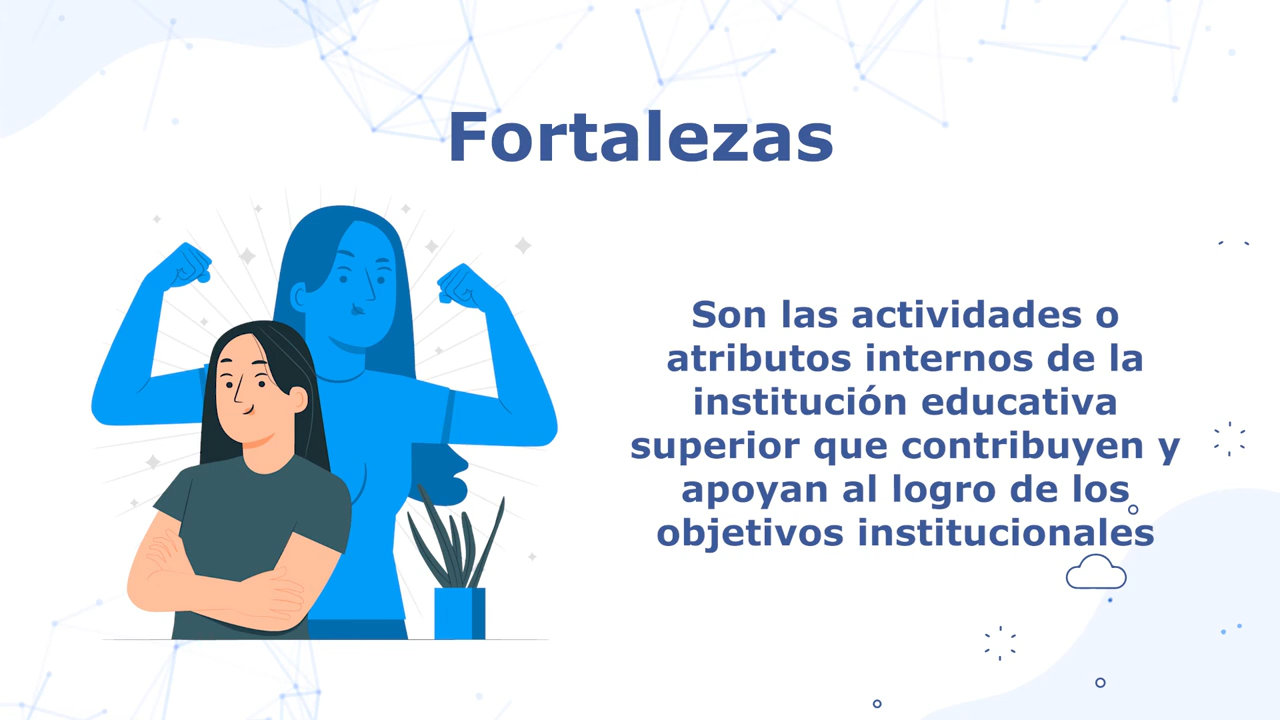 Fortalezas
Son las actividades o
atributos internos de la
institución educativa
superior que contribuyen y
apoyan al logro de los
objetivos institucionales